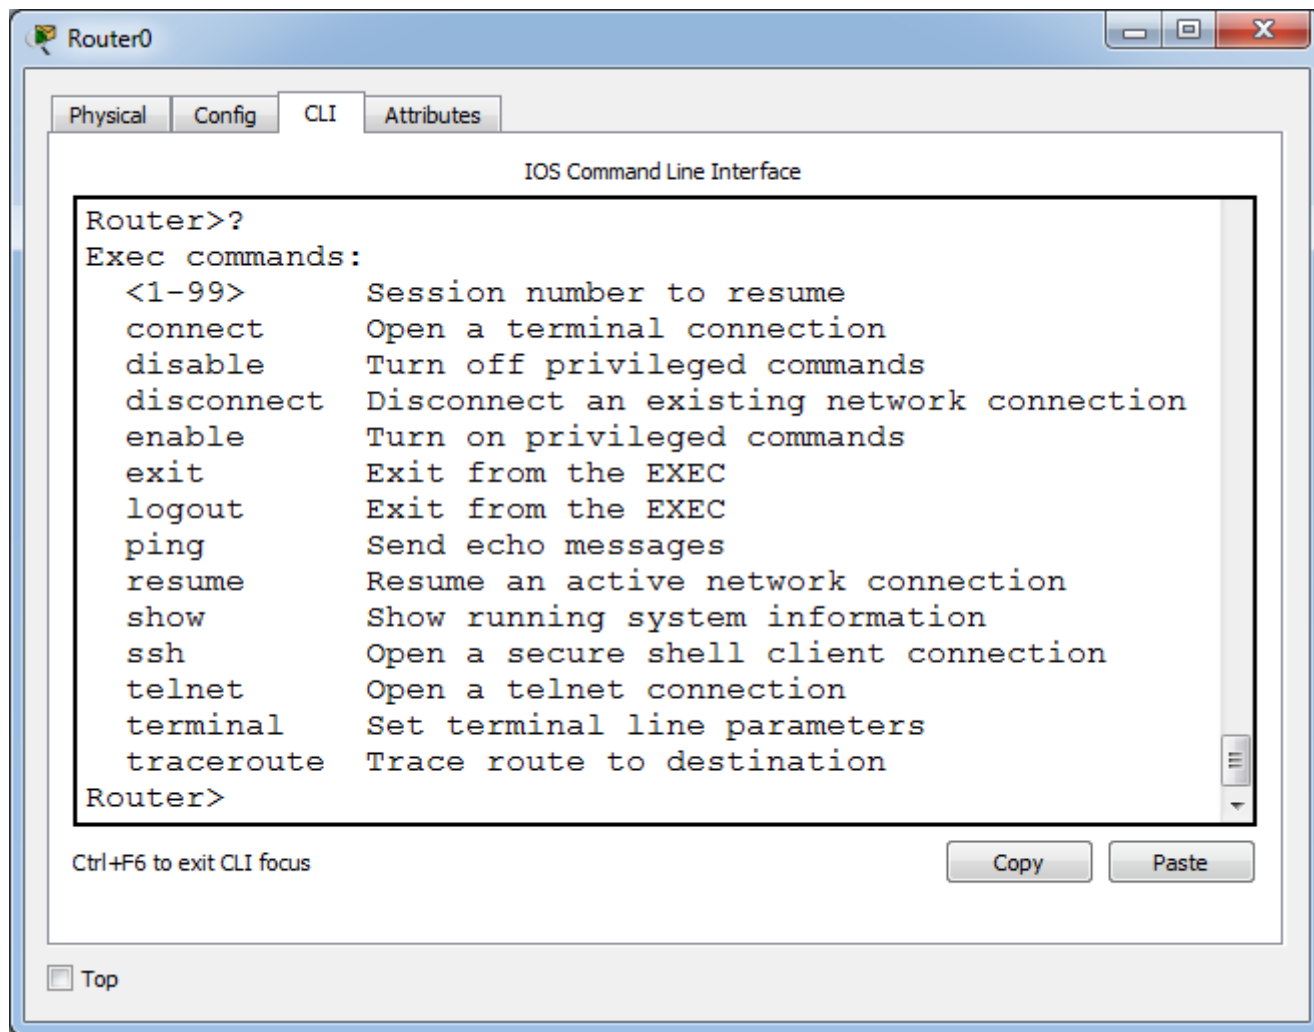 Router0
Physical Config CLI Attributes
IOS Command Line Interface
Router>?
Exec commands:
<1-99> Session number to resume
connect Open a terminal connection
disable Turn off privileged commands
disconnect Disconnect an existing network connection
enable Turn on privileged commands
exit Exit from the EXEC
logout Exit from the EXEC
ping Send echo messages
resume Resume an active network connection
show Show running system information
ssh Open a secure shell client connection
telnet Open a telnet connection
terminal Set terminal line parameters
traceroute Trace route to destination
Router>
Ctrl+F6 to exit CLI focus Copy Paste
Top